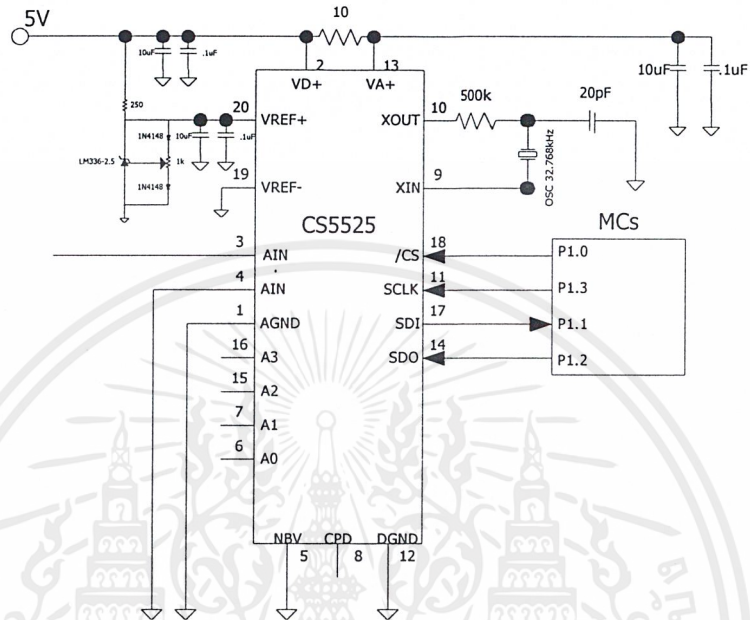 5V
10
10uF
.1uF
2
13
VD+
VA+
10uF
.1uF
250
20
VREF+
10
XOUT
500k
20pF
1N4148
10uF
.1uF
LM336-2.5
1k
1N4148
19
VREF-
9
XIN
OSC 32.768kHz
CS5525
MCs
3
AIN
18
/CS
P1.0
4
AIN
11
SCLK
P1.3
1
AGND
17
SDI
P1.1
16
A3
14
SDO
P1.2
15
A2
7
A1
6
A0
NBV
CPD
DGND
5
8
12